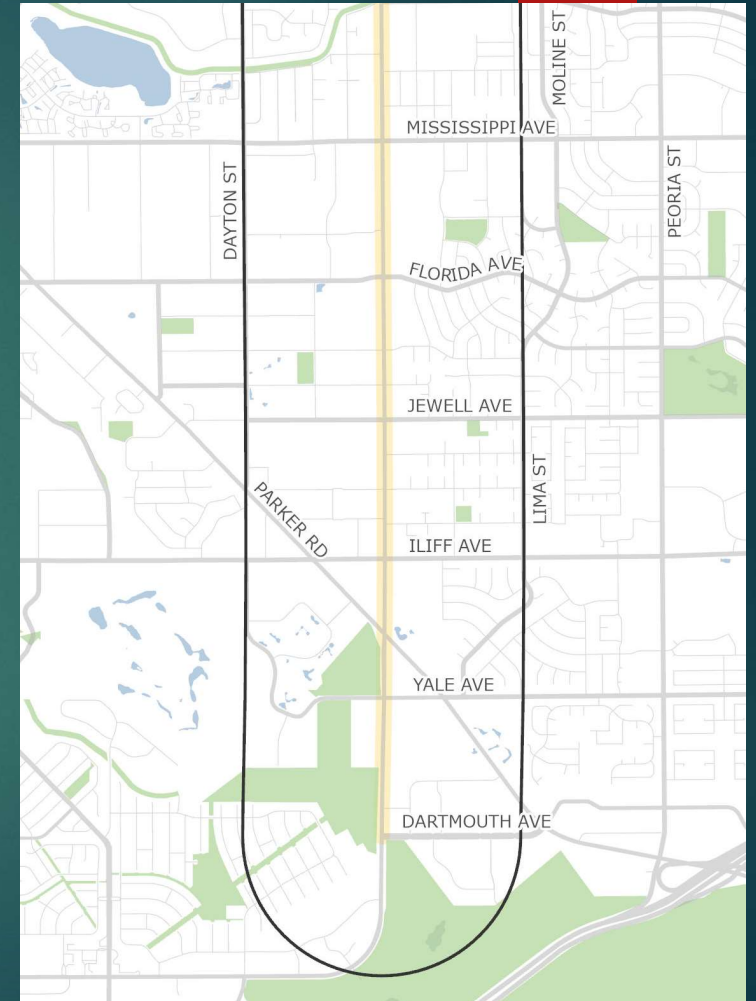 MOLINE ST
MISSISSIPPI AVE
PEORIA ST
DAYTON ST
FLORIDA AVE
JEWELL AVE
LIMA ST
PARKER RD
ILIFF AVE
YALE AVE
DARTMOUTH AVE